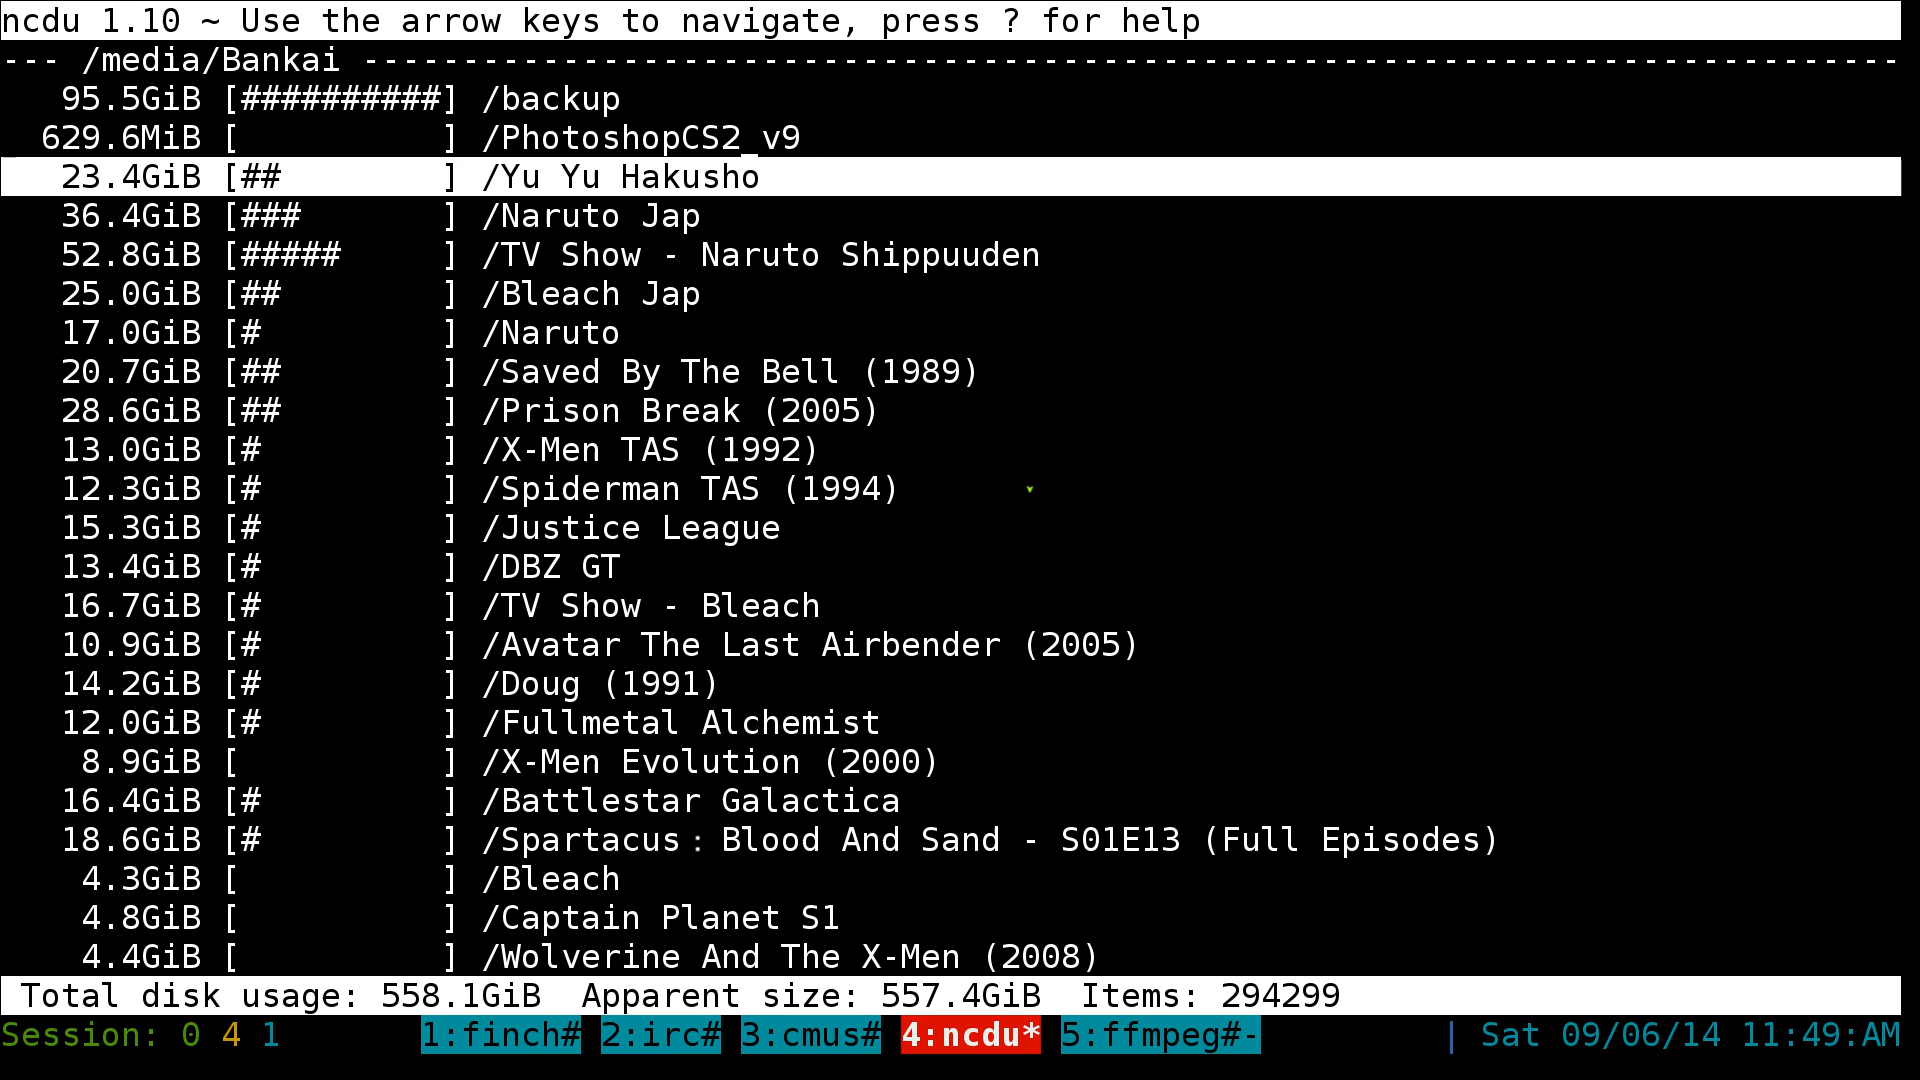 ncdu 1.10 ~ Use the arrow keys to navigate, press ? for help
--- /media/Bankai -----------------------------------------------------------------------------
   95.5GiB [##########] /backup
  629.6MiB [          ] /PhotoshopCS2_v9
   23.4GiB [##        ] /Yu Yu Hakusho
   36.4GiB [###       ] /Naruto Jap
   52.8GiB [#####     ] /TV Show - Naruto Shippuuden
   25.0GiB [##        ] /Bleach Jap
   17.0GiB [#         ] /Naruto
   20.7GiB [##        ] /Saved By The Bell (1989)
   28.6GiB [##        ] /Prison Break (2005)
   13.0GiB [#         ] /X-Men TAS (1992)
   12.3GiB [#         ] /Spiderman TAS (1994)
   15.3GiB [#         ] /Justice League
   13.4GiB [#         ] /DBZ GT
   16.7GiB [#         ] /TV Show - Bleach
   10.9GiB [#         ] /Avatar The Last Airbender (2005)
   14.2GiB [#         ] /Doug (1991)
   12.0GiB [#         ] /Fullmetal Alchemist
    8.9GiB [          ] /X-Men Evolution (2000)
   16.4GiB [#         ] /Battlestar Galactica
   18.6GiB [#         ] /Spartacus：Blood And Sand - S01E13 (Full Episodes)
    4.3GiB [          ] /Bleach
    4.8GiB [          ] /Captain Planet S1
    4.4GiB [          ] /Wolverine And The X-Men (2008)
 Total disk usage: 558.1GiB  Apparent size: 557.4GiB  Items: 294299
Session: 0 4 1       1:finch# 2:irc# 3:cmus# 4:ncdu* 5:ffmpeg#-         | Sat 09/06/14 11:49:AM